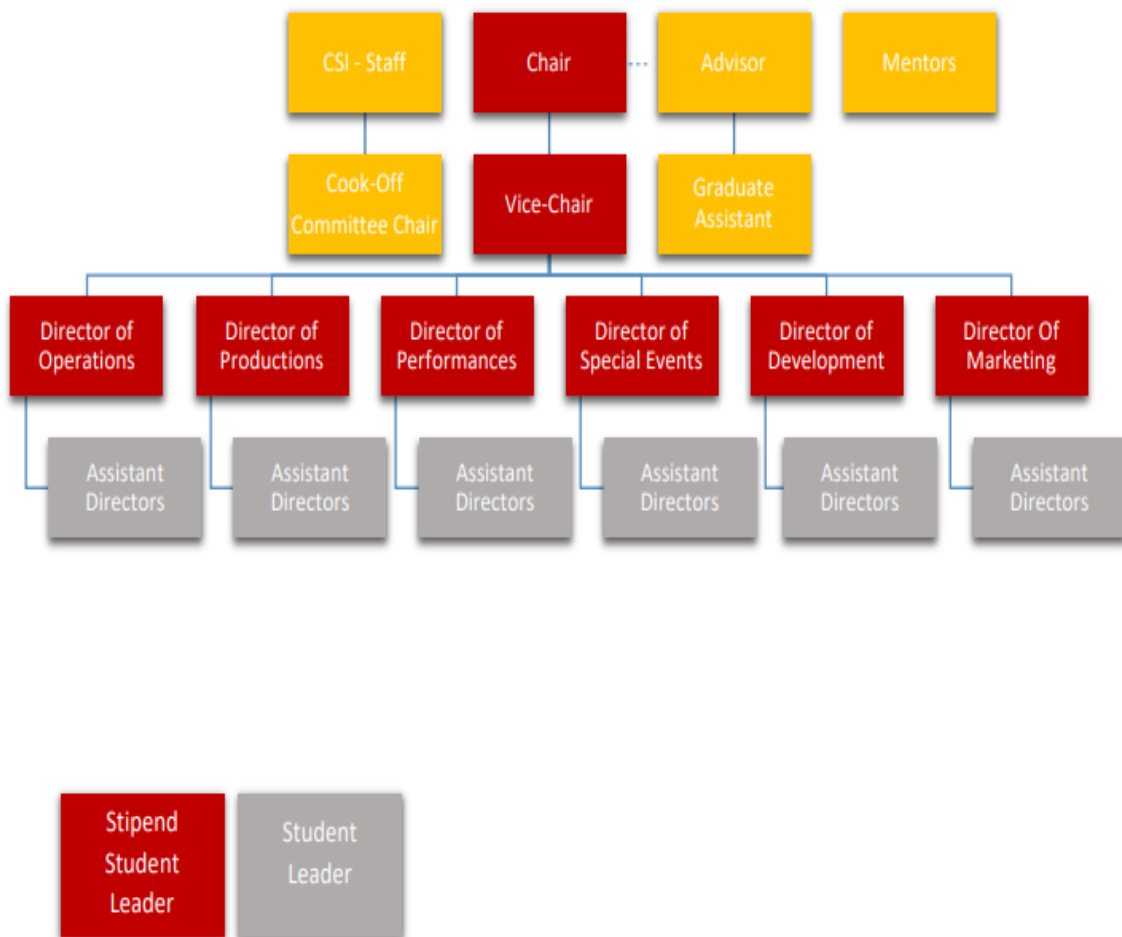 CSI - Staff
Chair
Advisor
Mentors
Cook-Off
Committee Chair
Vice-Chair
Graduate
Assistant
Director of
Operations
Director of
Productions
Director of
Performances
Director of
Special Events
Director of
Development
Director Of
Marketing
Assistant
Directors
Assistant
Directors
Assistant
Directors
Assistant
Directors
Assistant
Directors
Assistant
Directors
Stipend
Student
Leader
Student
Leader